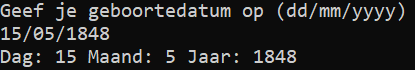 Geef je geboortedatum op (dd/mm/yyyy)
15/05/1848
Dag: 15 Maand: 5 Jaar: 1848